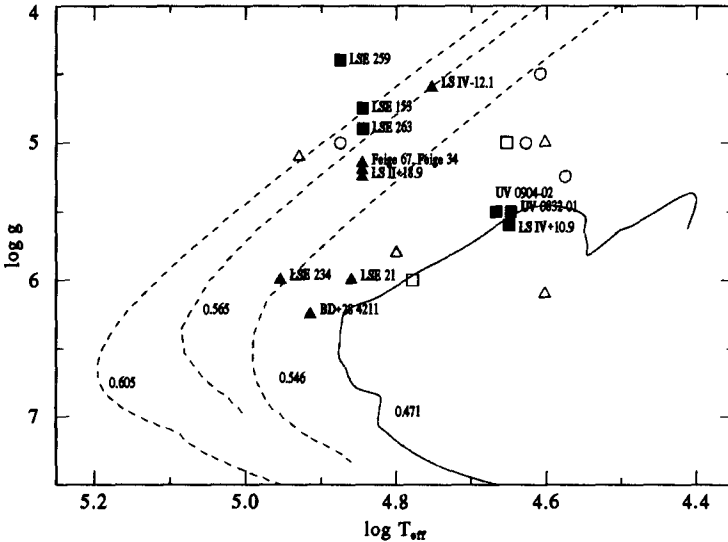 4
5
6
7
log g
5.2
5.0
4.8
4.6
4.4
log T_eff
LSE 259
LS IV-12.1
LSE 153
LSE 263
Feige 67, Feige 34
LS II+18.9
UV 0904-02
UV 0832-01
LS IV+10.9
LSE 234
LSE 21
BD+28 4211
0.605
0.565
0.546
0.471